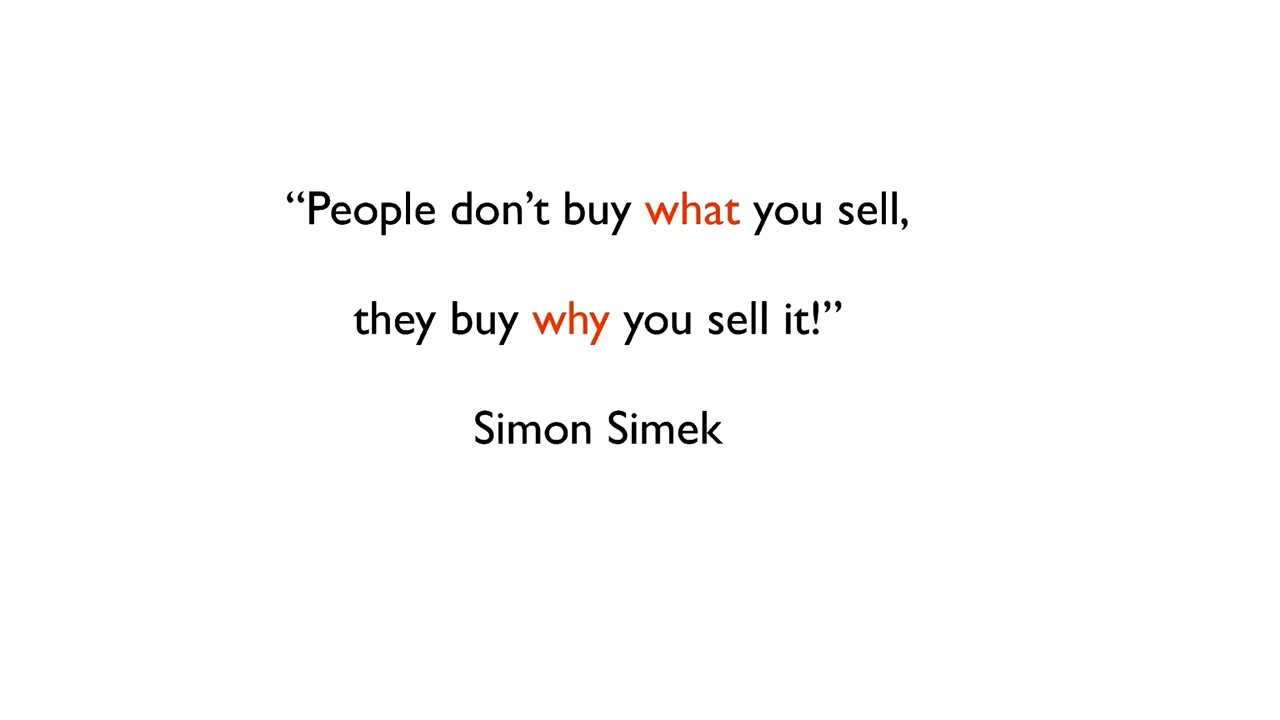 “People don’t buy what you sell,
they buy why you sell it!”
Simon Simek